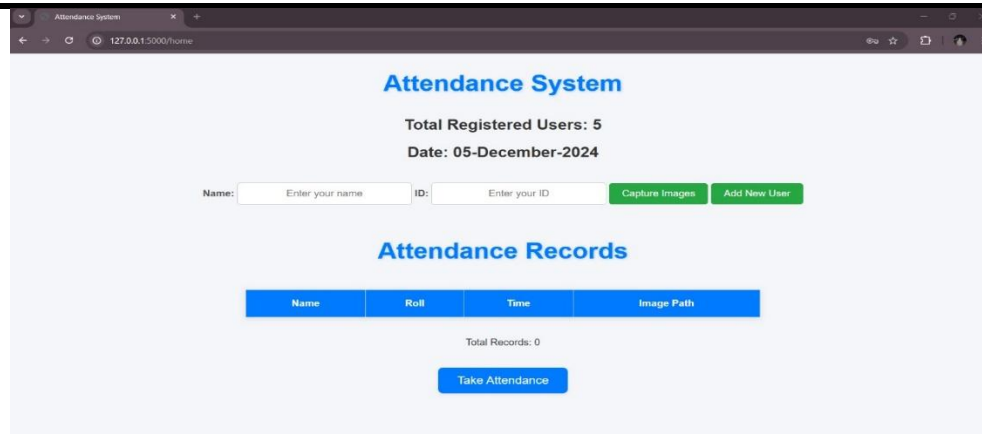 Attendance System
127.0.0.1:5000/home
Attendance System
Total Registered Users: 5
Date: 05-December-2024
Name: Enter your name ID: Enter your ID Capture Images Add New User
Attendance Records
Name Roll Time Image Path
Total Records: 0
Take Attendance